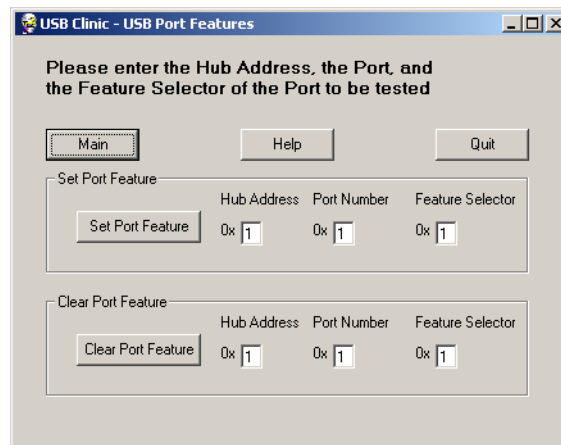 USB Clinic - USB Port Features
Please enter the Hub Address, the Port, and
the Feature Selector of the Port to be tested
Main Help Quit
Set Port Feature
Hub Address Port Number Feature Selector
Set Port Feature 0x 1 0x 1 0x 1
Clear Port Feature
Hub Address Port Number Feature Selector
Clear Port Feature 0x 1 0x 1 0x 1